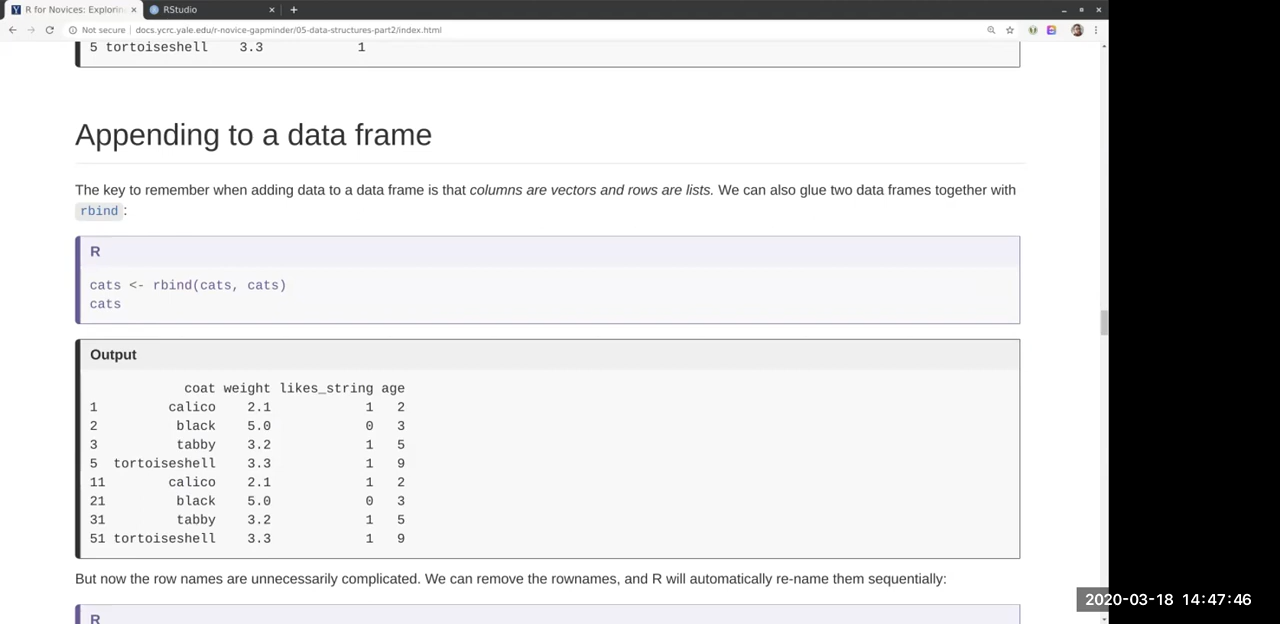 R for Novices: Explorin
RStudio
Not secure | docs.ycrc.yale.edu/r-novice-gapminder/05-data-structures-part2/index.html
5 tortoiseshell 3.3 1
Appending to a data frame
The key to remember when adding data to a data frame is that columns are vectors and rows are lists. We can also glue two data frames together with
rbind:
R
cats <- rbind(cats, cats)
cats
Output
coat weight likes_string age
1 calico 2.1 1 2
2 black 5.0 0 3
3 tabby 3.2 1 5
5 tortoiseshell 3.3 1 9
11 calico 2.1 1 2
21 black 5.0 0 3
31 tabby 3.2 1 5
51 tortoiseshell 3.3 1 9
But now the row names are unnecessarily complicated. We can remove the rownames, and R will automatically re-name them sequentially:
R
2020-03-18 14:47:46